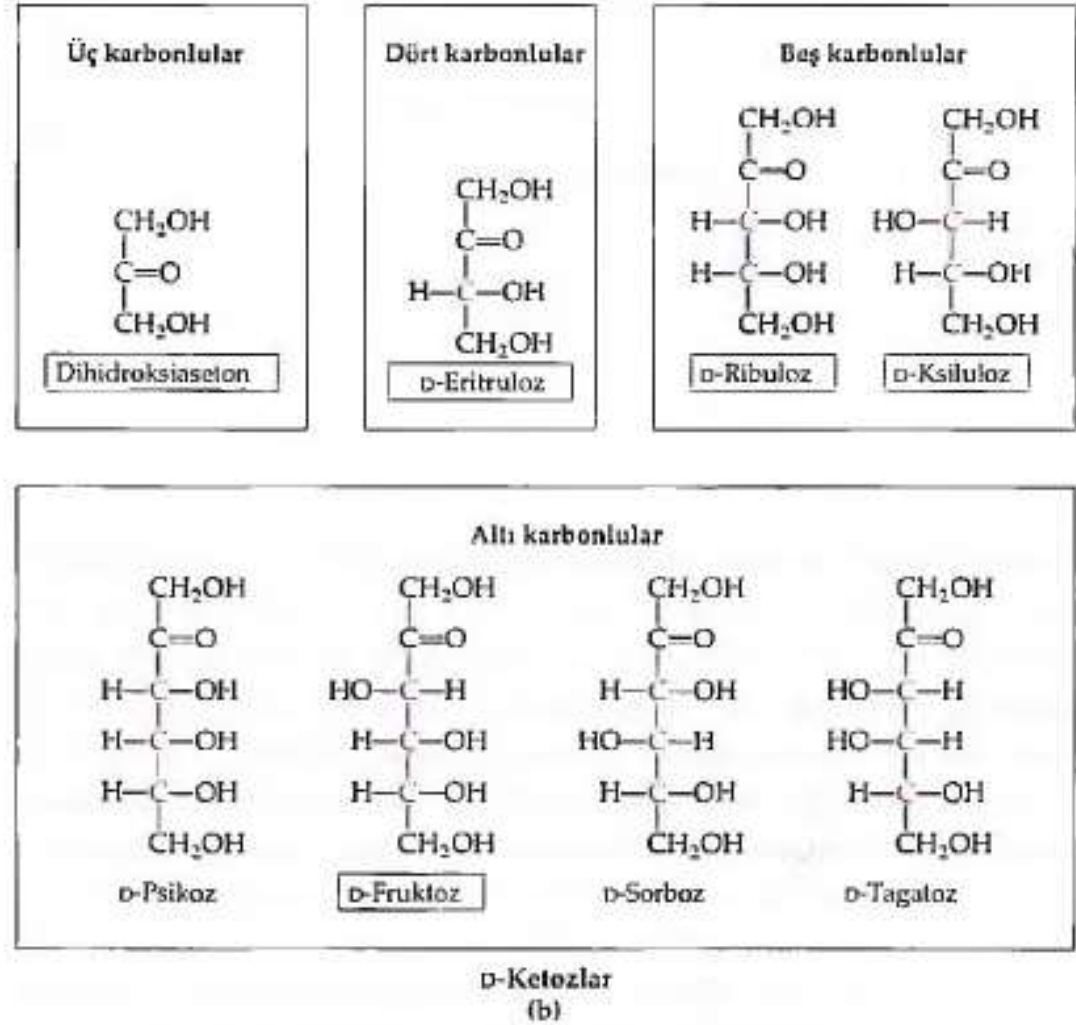 Üç karbonlular
CH₂OH
C=O
CH₂OH
Dihidroksiaseton
Dört karbonlular
CH₂OH
C=O
H–C–OH
CH₂OH
D-Eritruloz
Beş karbonlular
CH₂OH
C=O
H–C–OH
H–C–OH
CH₂OH
D-Ribuloz
CH₂OH
C=O
HO–C–H
H–C–OH
CH₂OH
D-Ksiluloz
Altı karbonlular
CH₂OH
C=O
H–C–OH
H–C–OH
H–C–OH
CH₂OH
D-Psikoz
CH₂OH
C=O
HO–C–H
H–C–OH
H–C–OH
CH₂OH
D-Fruktoz
CH₂OH
C=O
H–C–OH
HO–C–H
H–C–OH
CH₂OH
D-Sorboz
CH₂OH
C=O
HO–C–H
HO–C–H
H–C–OH
CH₂OH
D-Tagatoz
D-Ketozlar
(b)